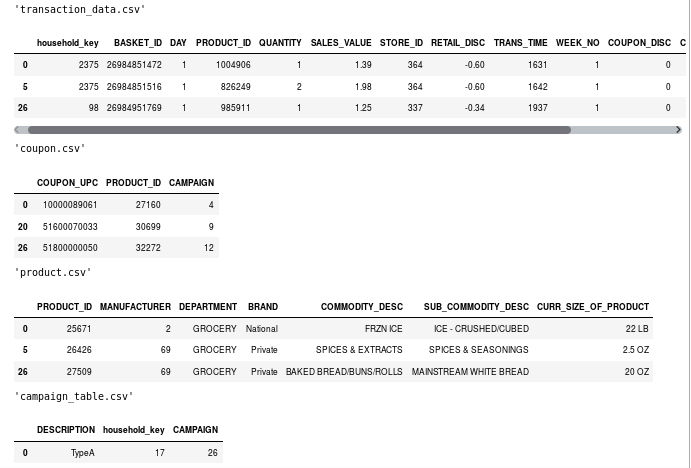 'transaction_data.csv'
household_key BASKET_ID DAY PRODUCT_ID QUANTITY SALES_VALUE STORE_ID RETAIL_DISC TRANS_TIME WEEK_NO COUPON_DISC C
0 2375 26984851472 1 1004906 1 1.39 364 -0.60 1631 1 0
5 2375 26984851516 1 826249 2 1.98 364 -0.60 1642 1 0
26 98 26984951769 1 985911 1 1.25 337 -0.34 1937 1 0
'coupon.csv'
COUPON_UPC PRODUCT_ID CAMPAIGN
0 10000089061 27160 4
20 51600070033 30699 9
26 51800000050 32272 12
'product.csv'
PRODUCT_ID MANUFACTURER DEPARTMENT BRAND COMMODITY_DESC SUB_COMMODITY_DESC CURR_SIZE_OF_PRODUCT
0 25671 2 GROCERY National FRZN ICE ICE - CRUSHED/CUBED 22 LB
5 26426 69 GROCERY Private SPICES & EXTRACTS SPICES & SEASONINGS 2.5 OZ
26 27509 69 GROCERY Private BAKED BREAD/BUNS/ROLLS MAINSTREAM WHITE BREAD 20 OZ
'campaign_table.csv'
DESCRIPTION household_key CAMPAIGN
0 TypeA 17 26